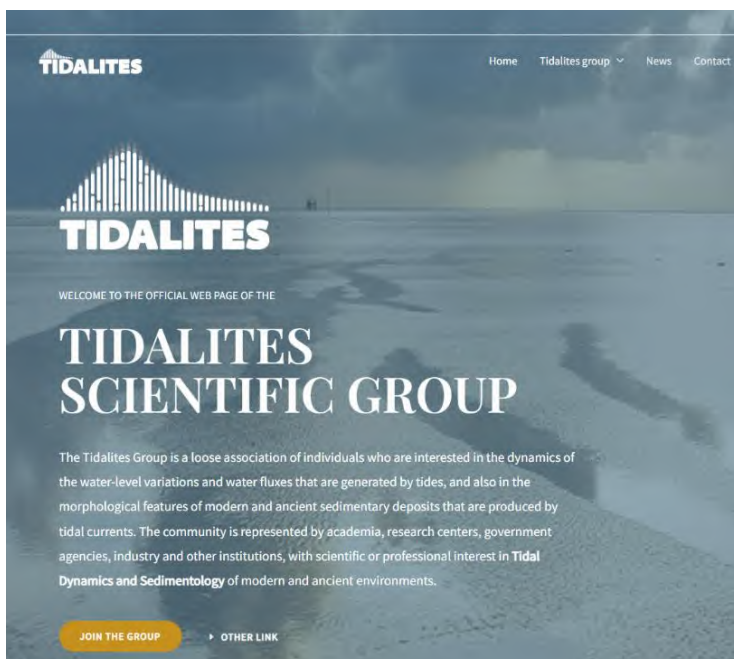 TIDALITES
Home Tidalites group News Contact
TIDALITES
WELCOME TO THE OFFICIAL WEB PAGE OF THE
TIDALITES
SCIENTIFIC GROUP
The Tidalites Group is a loose association of individuals who are interested in the dynamics of
the water-level variations and water fluxes that are generated by tides, and also in the
morphological features of modern and ancient sedimentary deposits that are produced by
tidal currents. The community is represented by academia, research centers, government
agencies, industry and other institutions, with scientific or professional interest in Tidal
Dynamics and Sedimentology of modern and ancient environments.
JOIN THE GROUP OTHER LINK